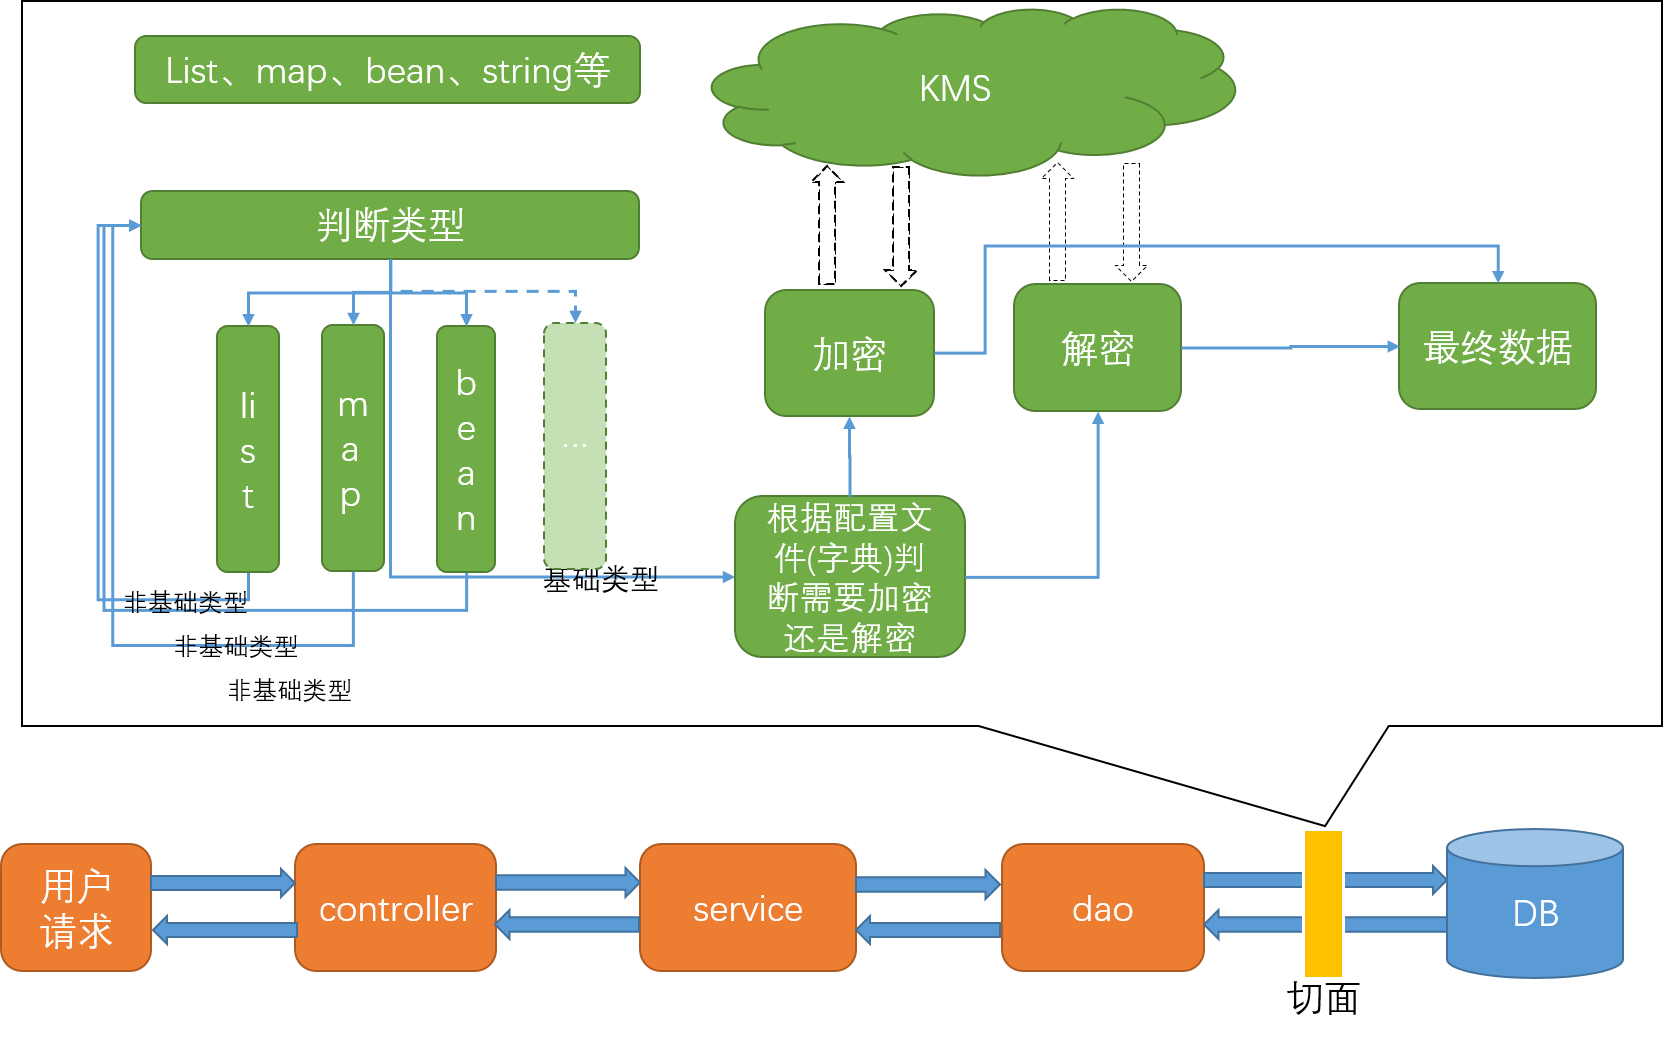 List、map、bean、string等
KMS
判断类型
li
s
t
m
a
p
b
e
a
n
...
加密
解密
最终数据
根据配置文
件(字典)判
断需要加密
还是解密
基础类型
非基础类型
非基础类型
非基础类型
用户
请求
controller
service
dao
DB
切面